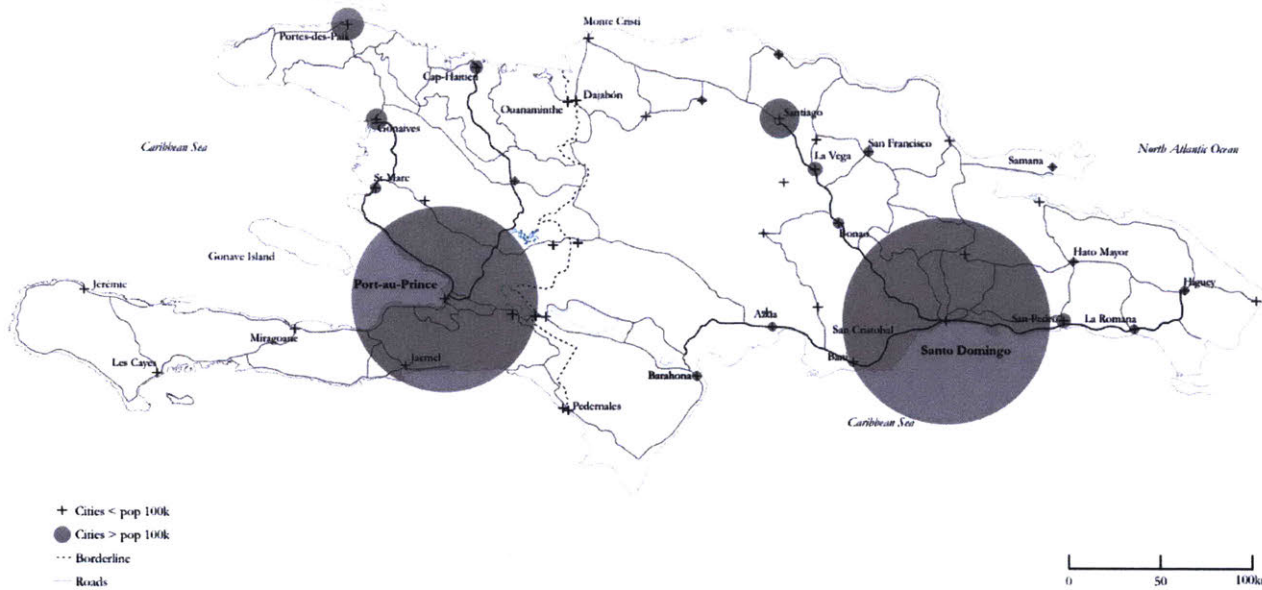 Monte Cristi
Portes-des-Paix
Cap-Haitien
Ouanaminthe
Dajabón
Gonaives
Santiago
Caribbean Sea
San Francisco
La Vega
Samana
North Atlantic Ocean
St Marc
Bonao
Gonave Island
Hato Mayor
Port-au-Prince
Jeremie
Higuey
Miragoane
Azua
San Cristobal
San Pedro
La Romana
Les Cayes
Jacmel
Bani
Santo Domingo
Barahona
Pedernales
Caribbean Sea
Cities < pop 100k
Cities > pop 100k
Borderline
Roads
0 50 100k